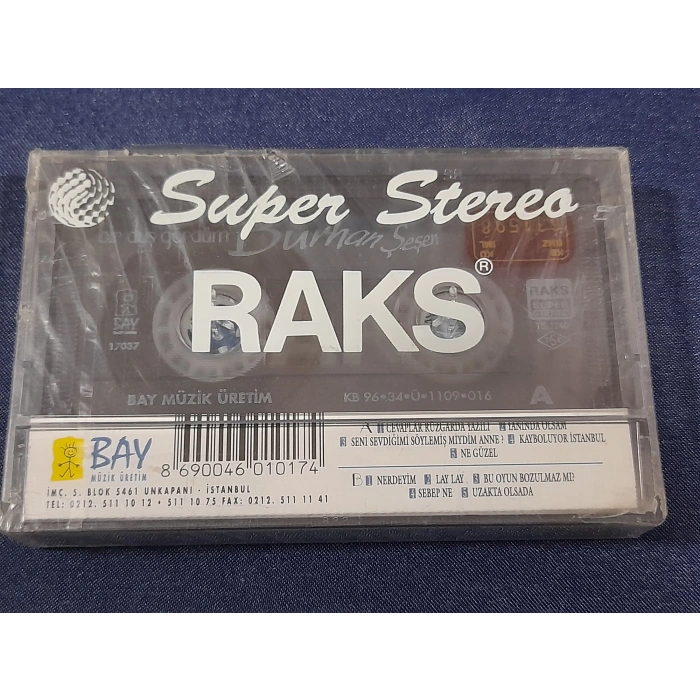 Super Stereo
bir düş gördüm Burhan Şeşen
RAKS®
BAY
17037
RAKS
BAY MÜZİK ÜRETİM
KB 96•34•Ü•1109•016
A
BAY
MÜZİK ÜRETİM
8 690046 010174
İMC. 5. BLOK 5461 UNKAPANI - İSTANBUL
TEL: 0212. 511 10 12 • 511 10 75 FAX: 0212. 511 11 41
A 1 CEVAPLAR RÜZGARDA YAZILI 2 YANINDA OLSAM
3 SENİ SEVDİĞİMİ SÖYLEMİŞ MİYDİM ANNE? 4 KAYBOLUYOR İSTANBUL
5 NE GÜZEL
B 1 NERDEYİM 2 LAY LAY 3 BU OYUN BOZULMAZ MI?
4 SEBEP NE 5 UZAKTA OLSADA